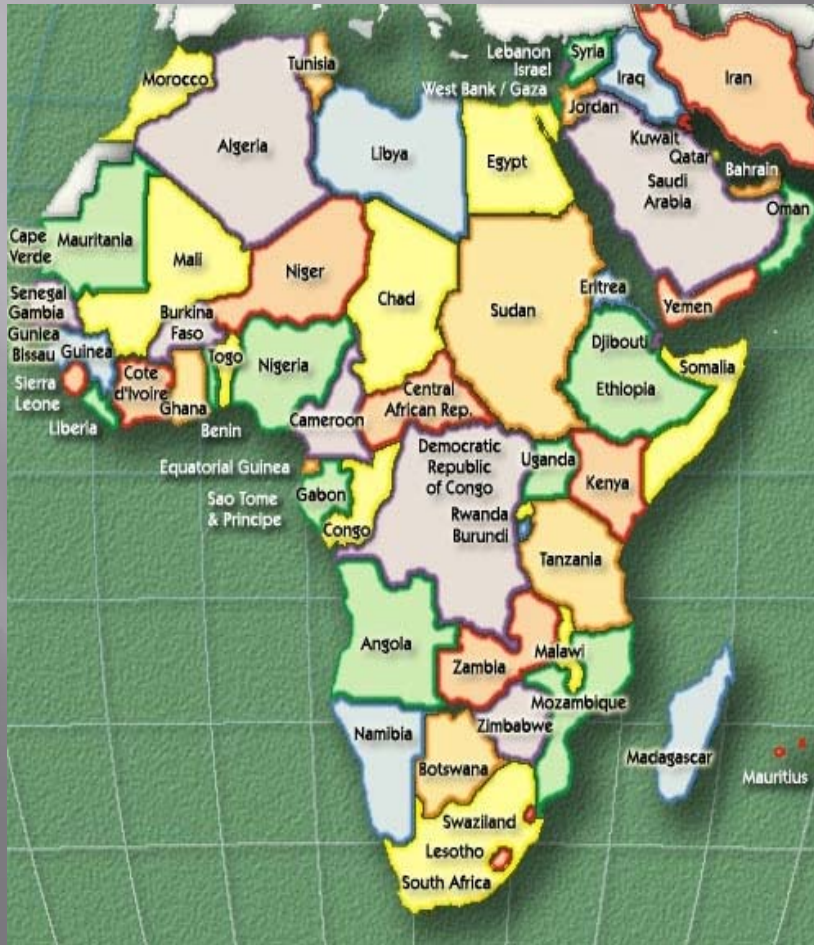 Morocco
Tunisia
Lebanon
Israel
West Bank / Gaza
Syria
Iraq
Iran
Jordan
Algeria
Libya
Egypt
Kuwait
Qatar
Bahrain
Saudi
Arabia
Oman
Cape
Verde
Mauritania
Mali
Niger
Chad
Sudan
Eritrea
Yemen
Senegal
Gambia
Guniea
Bissau
Guinea
Burkina
Faso
Djibouti
Somalia
Sierra
Leone
Liberia
Cote
d'Ivoire
Ghana
Togo
Benin
Nigeria
Cameroon
Central
African Rep.
Ethiopia
Equatorial Guinea
Sao Tome
& Principe
Gabon
Congo
Democratic
Republic
of Congo
Uganda
Kenya
Rwanda
Burundi
Tanzania
Angola
Zambia
Malawi
Mozambique
Namibia
Zimbabwe
Botswana
Madagascar
Mauritius
Swaziland
Lesotho
South Africa